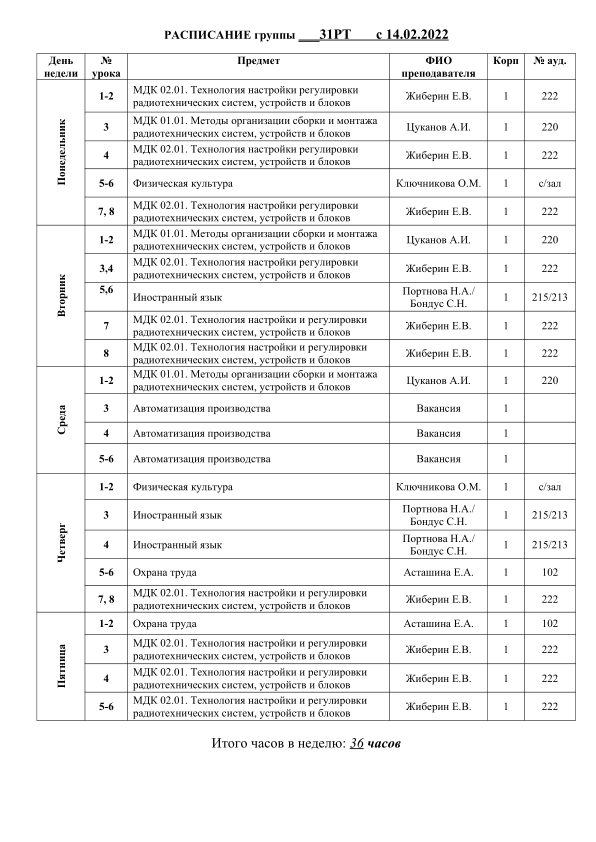 РАСПИСАНИЕ группы ___31РТ___ с 14.02.2022
День недели № урока Предмет ФИО преподавателя Корп № ауд.
Понедельник
1-2 МДК 02.01. Технология настройки регулировки радиотехнических систем, устройств и блоков Жиберин Е.В. 1 222
3 МДК 01.01. Методы организации сборки и монтажа радиотехнических систем, устройств и блоков Цуканов А.И. 1 220
4 МДК 02.01. Технология настройки регулировки радиотехнических систем, устройств и блоков Жиберин Е.В. 1 222
5-6 Физическая культура Ключникова О.М. 1 с/зал
7, 8 МДК 02.01. Технология настройки регулировки радиотехнических систем, устройств и блоков Жиберин Е.В. 1 222
Вторник
1-2 МДК 01.01. Методы организации сборки и монтажа радиотехнических систем, устройств и блоков Цуканов А.И. 1 220
3,4 МДК 02.01. Технология настройки регулировки радиотехнических систем, устройств и блоков Жиберин Е.В. 1 222
5,6 Иностранный язык Портнова Н.А./ Бондус С.Н. 1 215/213
7 МДК 02.01. Технология настройки и регулировки радиотехнических систем, устройств и блоков Жиберин Е.В. 1 222
8 МДК 02.01. Технология настройки и регулировки радиотехнических систем, устройств и блоков Жиберин Е.В. 1 222
Среда
1-2 МДК 01.01. Методы организации сборки и монтажа радиотехнических систем, устройств и блоков Цуканов А.И. 1 220
3 Автоматизация производства Вакансия 1
4 Автоматизация производства Вакансия 1
5-6 Автоматизация производства Вакансия 1
Четверг
1-2 Физическая культура Ключникова О.М. 1 с/зал
3 Иностранный язык Портнова Н.А./ Бондус С.Н. 1 215/213
4 Иностранный язык Портнова Н.А./ Бондус С.Н. 1 215/213
5-6 Охрана труда Асташина Е.А. 1 102
7, 8 МДК 02.01. Технология настройки и регулировки радиотехнических систем, устройств и блоков Жиберин Е.В. 1 222
Пятница
1-2 Охрана труда Асташина Е.А. 1 102
3 МДК 02.01. Технология настройки и регулировки радиотехнических систем, устройств и блоков Жиберин Е.В. 1 222
4 МДК 02.01. Технология настройки и регулировки радиотехнических систем, устройств и блоков Жиберин Е.В. 1 222
5-6 МДК 02.01. Технология настройки и регулировки радиотехнических систем, устройств и блоков Жиберин Е.В. 1 222
Итого часов в неделю: 36 часов